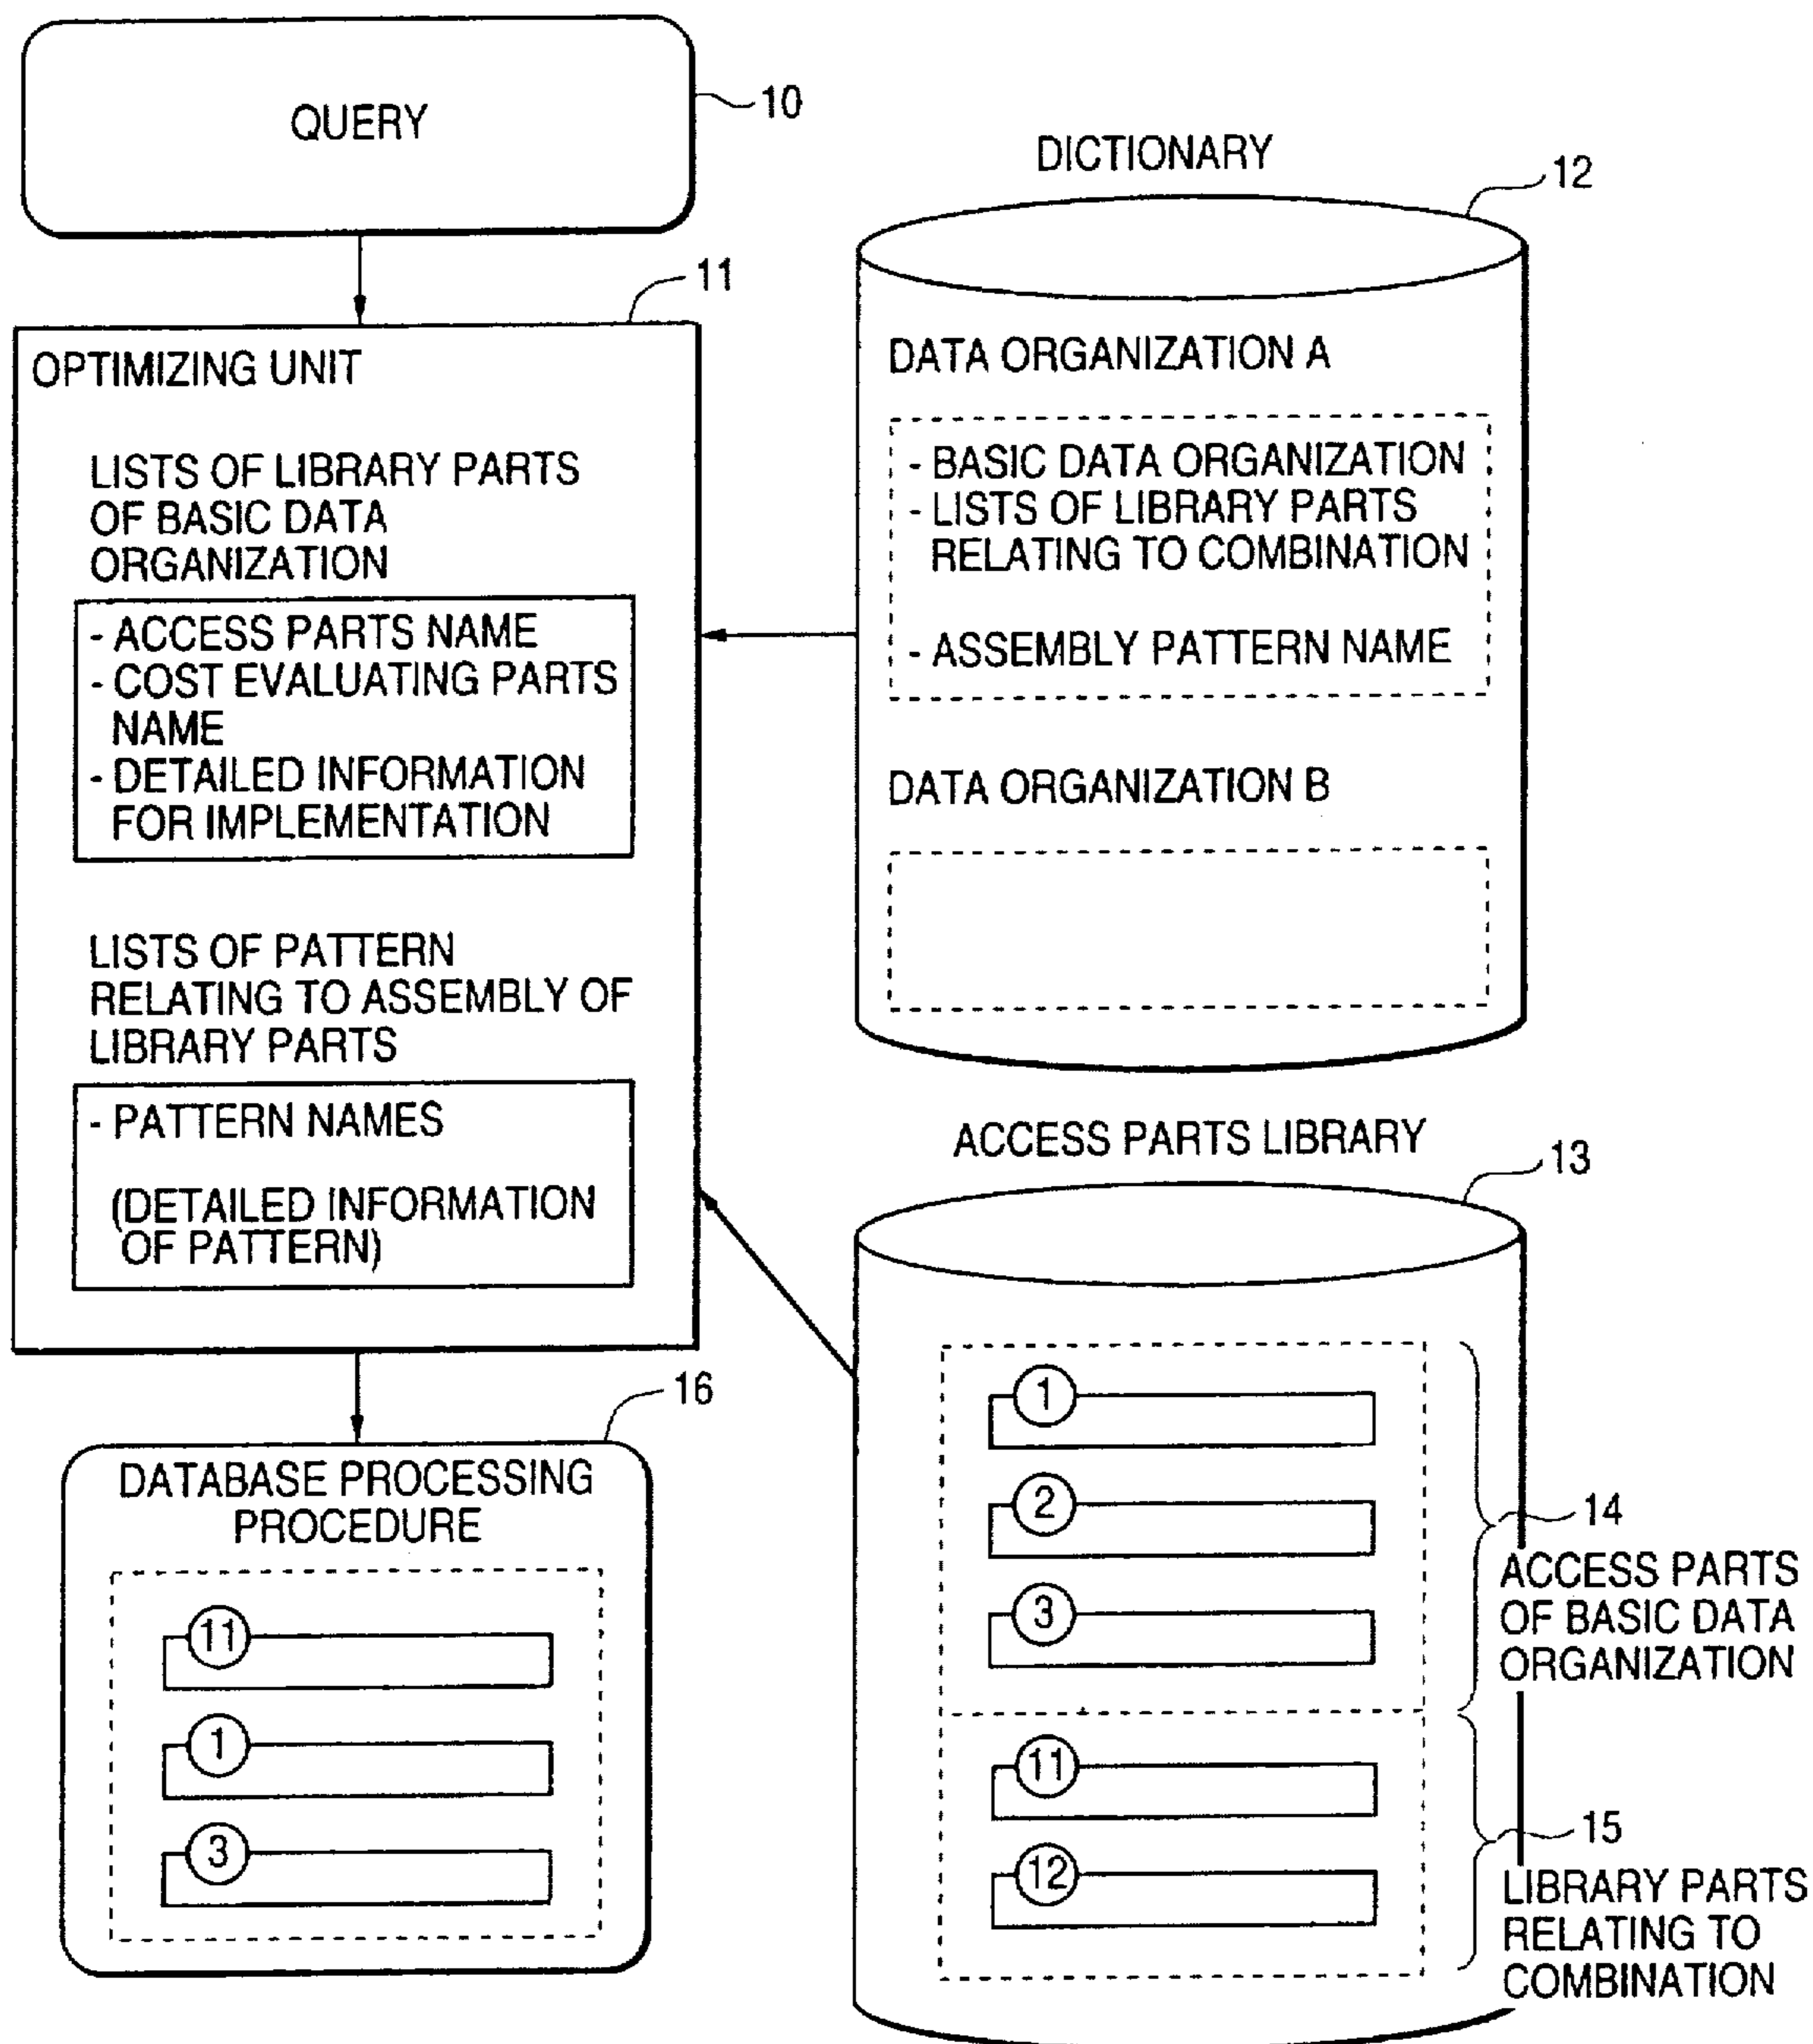 QUERY
10
11
OPTIMIZING UNIT
LISTS OF LIBRARY PARTS
OF BASIC DATA
ORGANIZATION
- ACCESS PARTS NAME
- COST EVALUATING PARTS
NAME
- DETAILED INFORMATION
FOR IMPLEMENTATION
LISTS OF PATTERN
RELATING TO ASSEMBLY OF
LIBRARY PARTS
- PATTERN NAMES
(DETAILED INFORMATION
OF PATTERN)
16
DATABASE PROCESSING
PROCEDURE
11
1
3
DICTIONARY
12
DATA ORGANIZATION A
- BASIC DATA ORGANIZATION
- LISTS OF LIBRARY PARTS
RELATING TO COMBINATION
- ASSEMBLY PATTERN NAME
DATA ORGANIZATION B
ACCESS PARTS LIBRARY
13
1
2
3
14
ACCESS PARTS
OF BASIC DATA
ORGANIZATION
11
12
15
LIBRARY PARTS
RELATING TO
COMBINATION